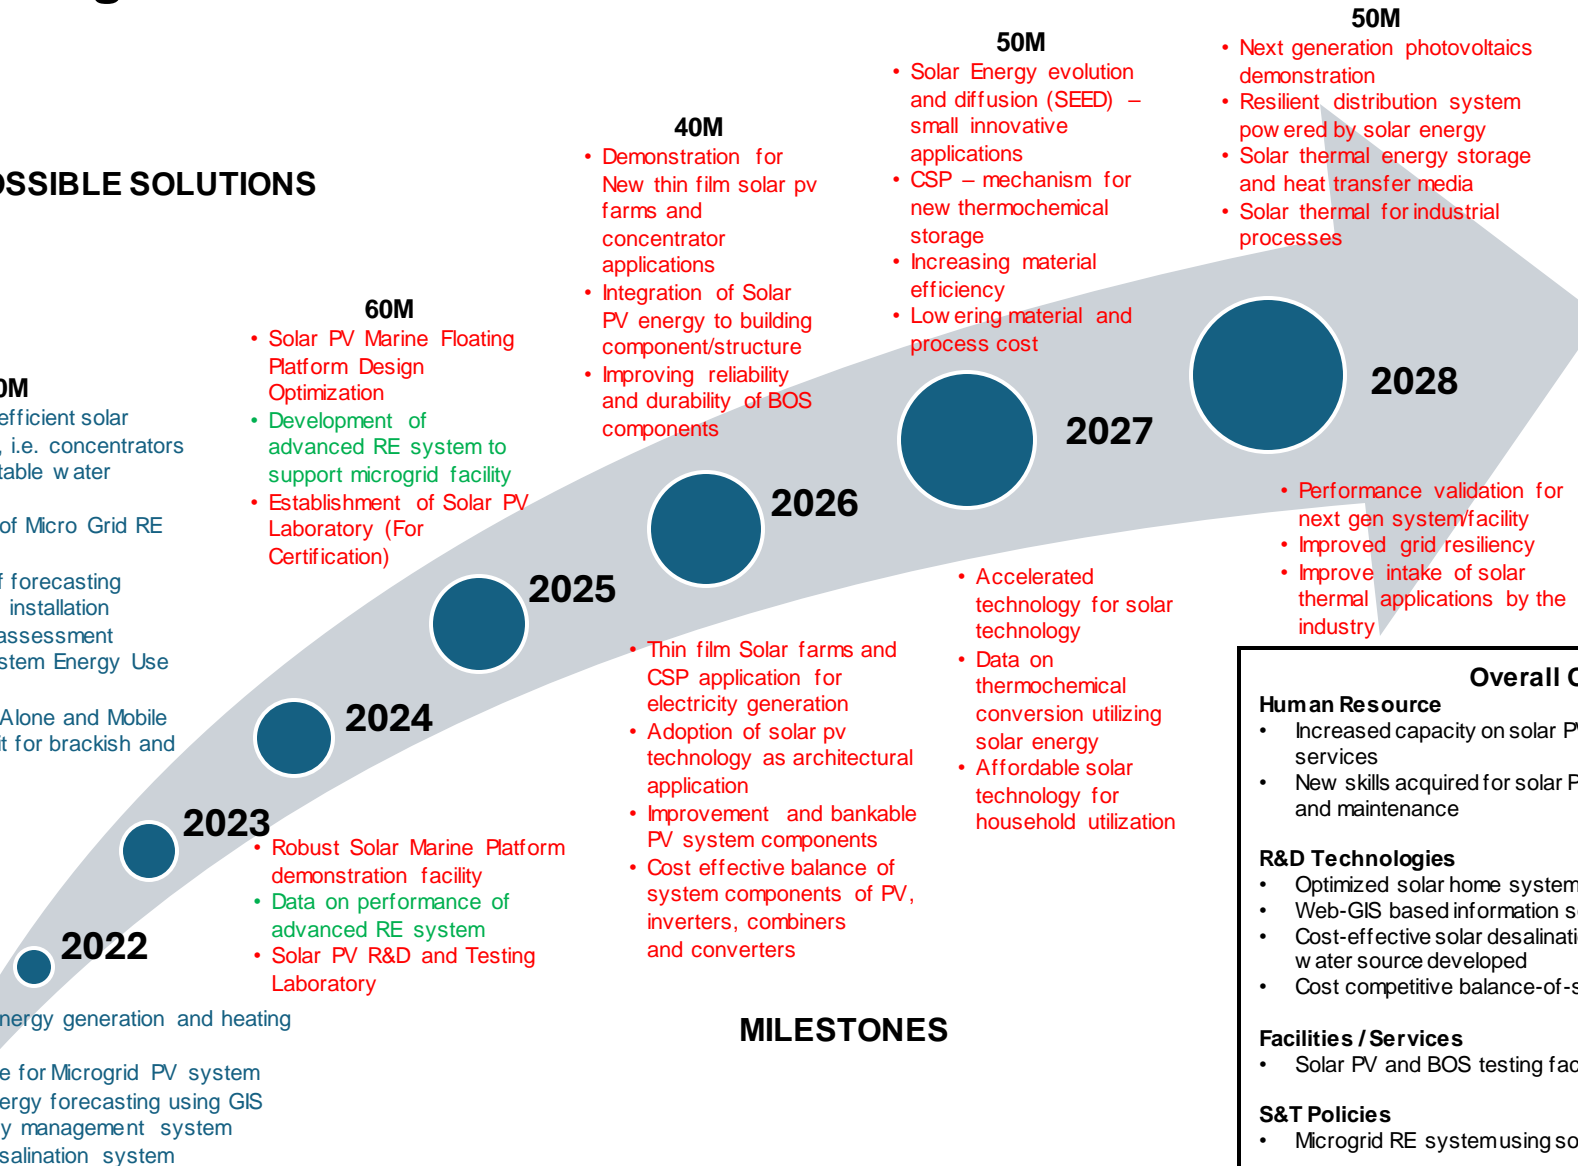 OSSIBLE SOLUTIONS
0M
efficient solar
, i.e. concentrators
table water
of Micro Grid RE
f forecasting
installation
assessment
stem Energy Use
Alone and Mobile
it for brackish and
60M
• Solar PV Marine Floating
Platform Design
Optimization
• Development of
advanced RE system to
support microgrid facility
• Establishment of Solar PV
Laboratory (For
Certification)
40M
• Demonstration for
New thin film solar pv
farms and
concentrator
applications
• Integration of Solar
PV energy to building
component/structure
• Improving reliability
and durability of BOS
components
50M
• Solar Energy evolution
and diffusion (SEED) –
small innovative
applications
• CSP – mechanism for
new thermochemical
storage
• Increasing material
efficiency
• Lowering material and
process cost
50M
• Next generation photovoltaics
demonstration
• Resilient distribution system
powered by solar energy
• Solar thermal energy storage
and heat transfer media
• Solar thermal for industrial
processes
2022
2023
2024
2025
2026
2027
2028
nergy generation and heating
e for Microgrid PV system
ergy forecasting using GIS
y management system
salination system
• Robust Solar Marine Platform
demonstration facility
• Data on performance of
advanced RE system
• Solar PV R&D and Testing
Laboratory
• Thin film Solar farms and
CSP application for
electricity generation
• Adoption of solar pv
technology as architectural
application
• Improvement and bankable
PV system components
• Cost effective balance of
system components of PV,
inverters, combiners
and converters
• Accelerated
technology for solar
technology
• Data on
thermochemical
conversion utilizing
solar energy
• Affordable solar
technology for
household utilization
• Performance validation for
next gen system/facility
• Improved grid resiliency
• Improve intake of solar
thermal applications by the
industry
MILESTONES
Overall O
Human Resource
• Increased capacity on solar PV
services
• New skills acquired for solar P
and maintenance
R&D Technologies
• Optimized solar home system
• Web-GIS based information s
• Cost-effective solar desalinati
water source developed
• Cost competitive balance-of-s
Facilities / Services
• Solar PV and BOS testing fac
S&T Policies
• Microgrid RE system using so